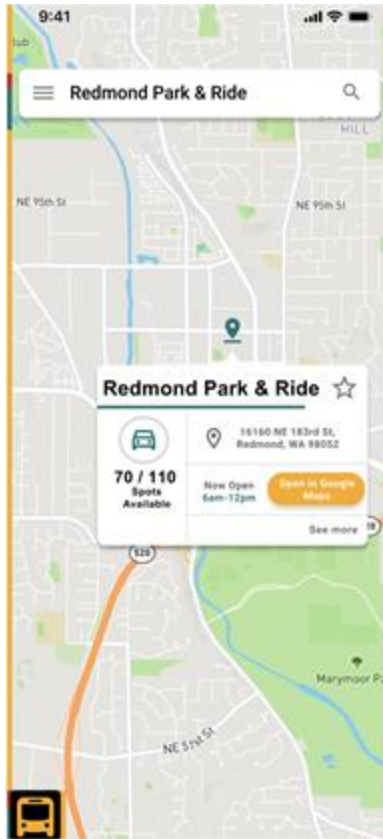 9:41
Redmond Park & Ride
HILL
NE 95th St
NE 95th St
Redmond Park & Ride
16160 NE 183rd St,
Redmond, WA 98052
70 / 110
Spots
Available
Now Open
6am-12pm
Open in Google
Maps
See more
520
Marymoor Pa
NE 51st St